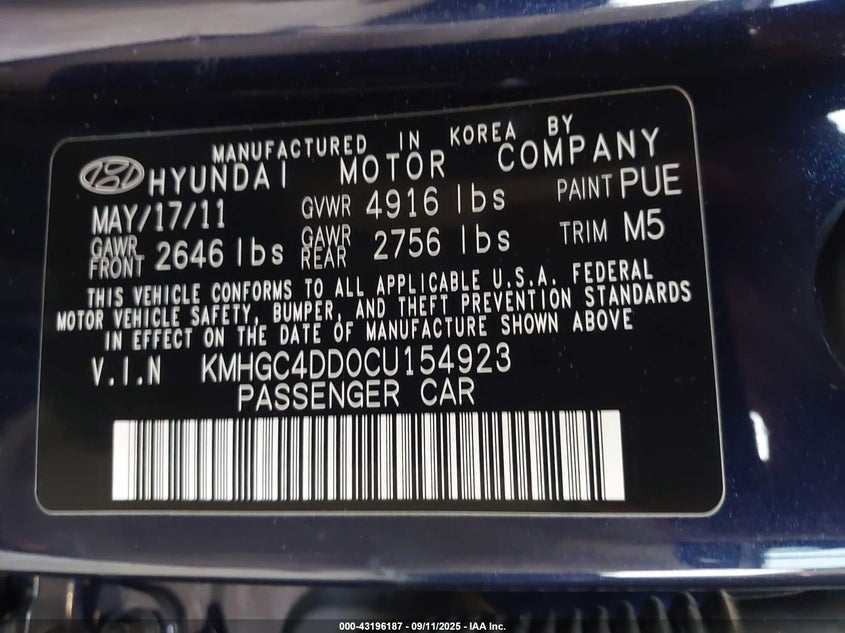 MANUFACTURED IN KOREA BY
HYUNDAI MOTOR COMPANY
MAY/17/11 GVWR 4916 lbs PAINT PUE
GAWR FRONT 2646 lbs GAWR REAR 2756 lbs TRIM M5
THIS VEHICLE CONFORMS TO ALL APPLICABLE U.S.A. FEDERAL
MOTOR VEHICLE SAFETY, BUMPER, AND THEFT PREVENTION STANDARDS
IN EFFECT ON THE DATE OF MANUFACTURE SHOWN ABOVE
V.I.N KMHGC4DD0CU154923
PASSENGER CAR
000-43196187 - 09/11/2025 - IAA Inc.